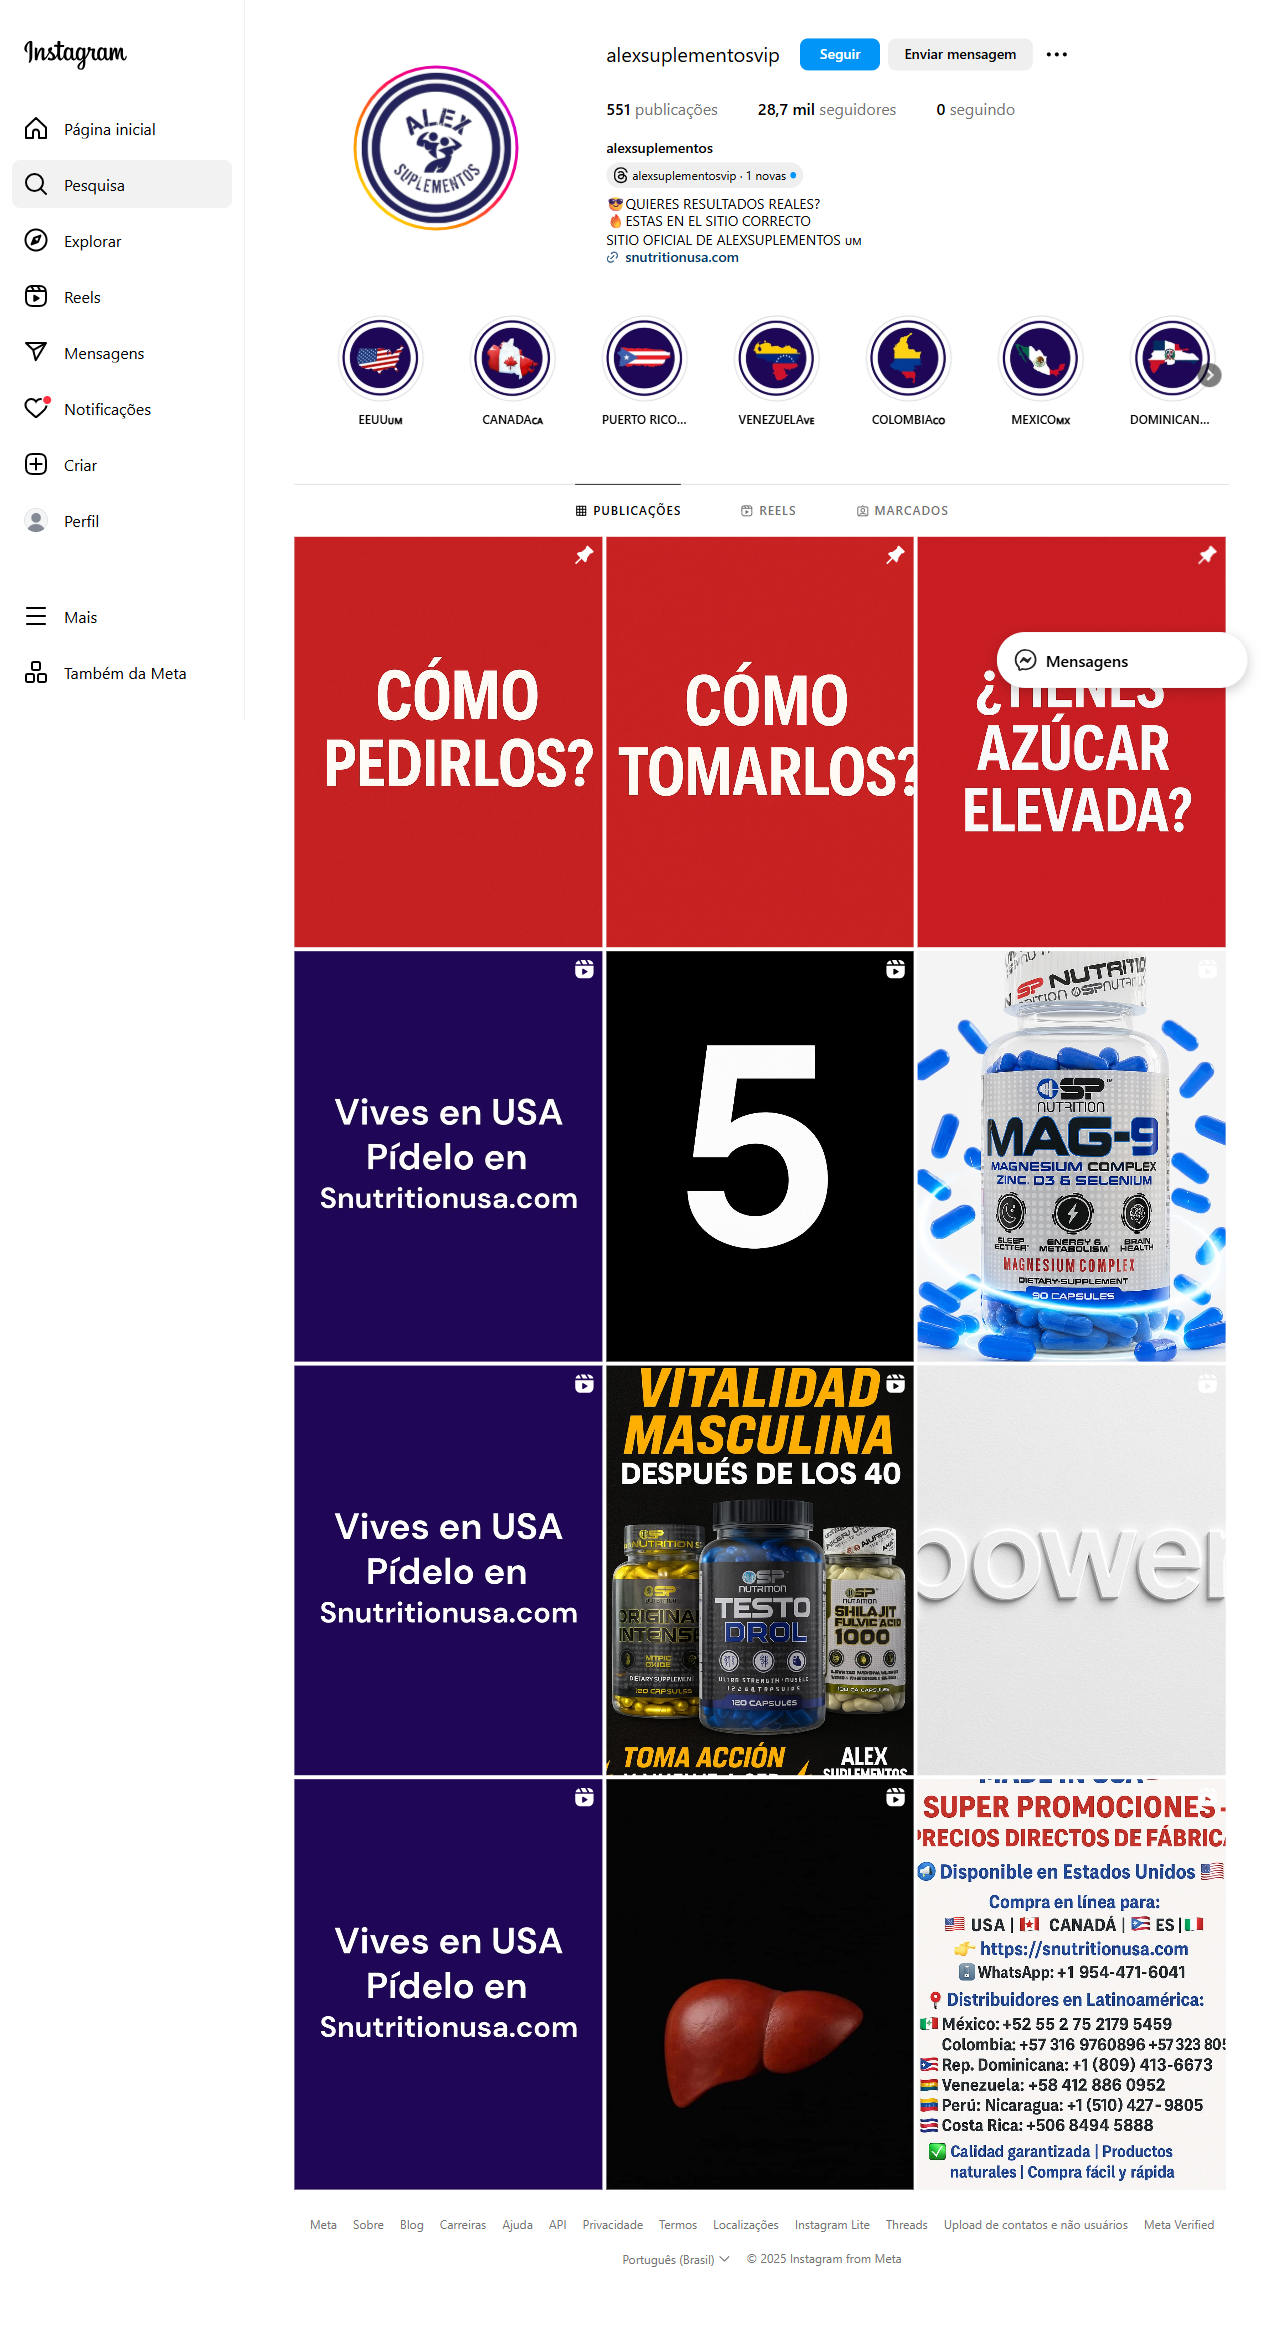 Instagram
Página inicial
Pesquisa
Explorar
Reels
Mensagens
Notificações
Criar
Perfil
Mais
Também da Meta
alexsuplementosvip
Seguir
Enviar mensagem
551 publicações
28,7 mil seguidores
0 seguindo
alexsuplementos
alexsuplementosvip · 1 novas
😎QUIERES RESULTADOS REALES?
🔥ESTAS EN EL SITIO CORRECTO
SITIO OFICIAL DE ALEXSUPLEMENTOS UM
snutritionusa.com
ALEX
SUPLEMENTOS
EEUUUM
CANADACA
PUERTO RICO...
VENEZUELAVE
COLOMBIACO
MEXICOMX
DOMINICAN...
PUBLICAÇÕES
REELS
MARCADOS
CÓMO
PEDIRLOS?
CÓMO
TOMARLOS?
¿TIENES
AZÚCAR
ELEVADA?
Mensagens
Vives en USA
Pídelo en
Snutritionusa.com
5
SP NUTRITIO
SP
NUTRITION
MAG-9
MAGNESIUM COMPLEX
ZINC, D3 & SELENIUM
SLEEP
ENERGY &
METABOLISM
BRAIN
HEALTH
MAGNESIUM COMPLEX
DIETARY SUPPLEMENT
90 CAPSULES
Vives en USA
Pídelo en
Snutritionusa.com
VITALIDAD
MASCULINA
DESPUÉS DE LOS 40
SP
ORIGINAL
INTENSE
DIETARY SUPPLEMENT
120 CAPSULES
SP
NUTRITION
TESTO
DROL
120 CAPSULES
SP
NUTRITION
SHILAJIT
FULVIC ACID
1000
TOMA ACCIÓN
ALEX
SUPLEMENTOS
power
Vives en USA
Pídelo en
Snutritionusa.com
MADE IN USA
SUPER PROMOCIONES -
PRECIOS DIRECTOS DE FÁBRICA
Disponible en Estados Unidos
Compra en línea para:
USA | CANADÁ | ES |
👉 https://snutritionusa.com
WhatsApp: +1 954-471-6041
📍 Distribuidores en Latinoamérica:
México: +52 55 2 75 2179 5459
Colombia: +57 316 9760896 +57 323 805
Rep. Dominicana: +1 (809) 413-6673
Venezuela: +58 412 886 0952
Perú: Nicaragua: +1 (510) 427-9805
Costa Rica: +506 8494 5888
✅ Calidad garantizada | Productos
naturales | Compra fácil y rápida
Meta
Sobre
Blog
Carreiras
Ajuda
API
Privacidade
Termos
Localizações
Instagram Lite
Threads
Upload de contatos e não usuários
Meta Verified
Português (Brasil)
© 2025 Instagram from Meta